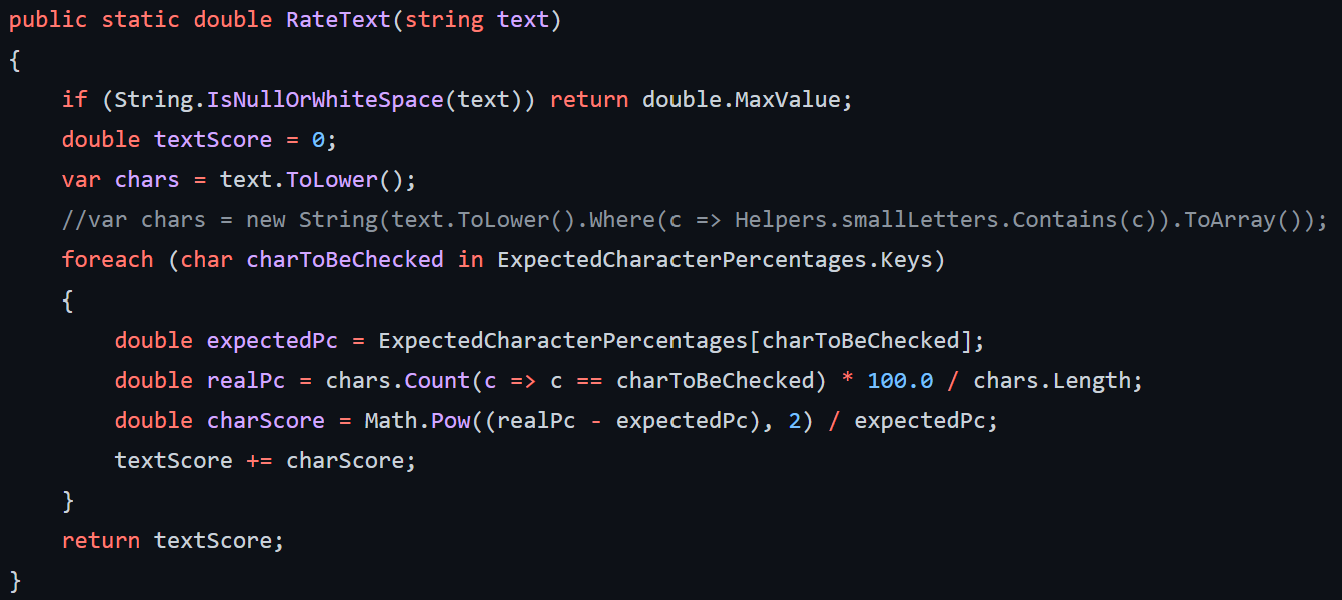 public static double RateText(string text)
{
    if (String.IsNullOrWhiteSpace(text)) return double.MaxValue;
    double textScore = 0;
    var chars = text.ToLower();
    //var chars = new String(text.ToLower().Where(c => Helpers.smallLetters.Contains(c)).ToArray());
    foreach (char charToBeChecked in ExpectedCharacterPercentages.Keys)
    {
        double expectedPc = ExpectedCharacterPercentages[charToBeChecked];
        double realPc = chars.Count(c => c == charToBeChecked) * 100.0 / chars.Length;
        double charScore = Math.Pow((realPc - expectedPc), 2) / expectedPc;
        textScore += charScore;
    }
    return textScore;
}